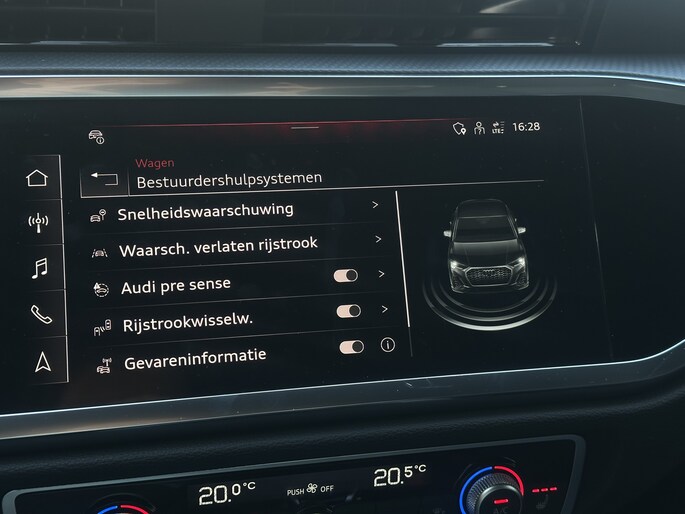 LTE
16:28
Wagen
Bestuurdershulpsystemen
Snelheidswaarschuwing
Waarsch. verlaten rijstrook
Audi pre sense
Rijstrookwisselw.
Gevareninformatie
20.0°C
PUSH OFF
20.5°C